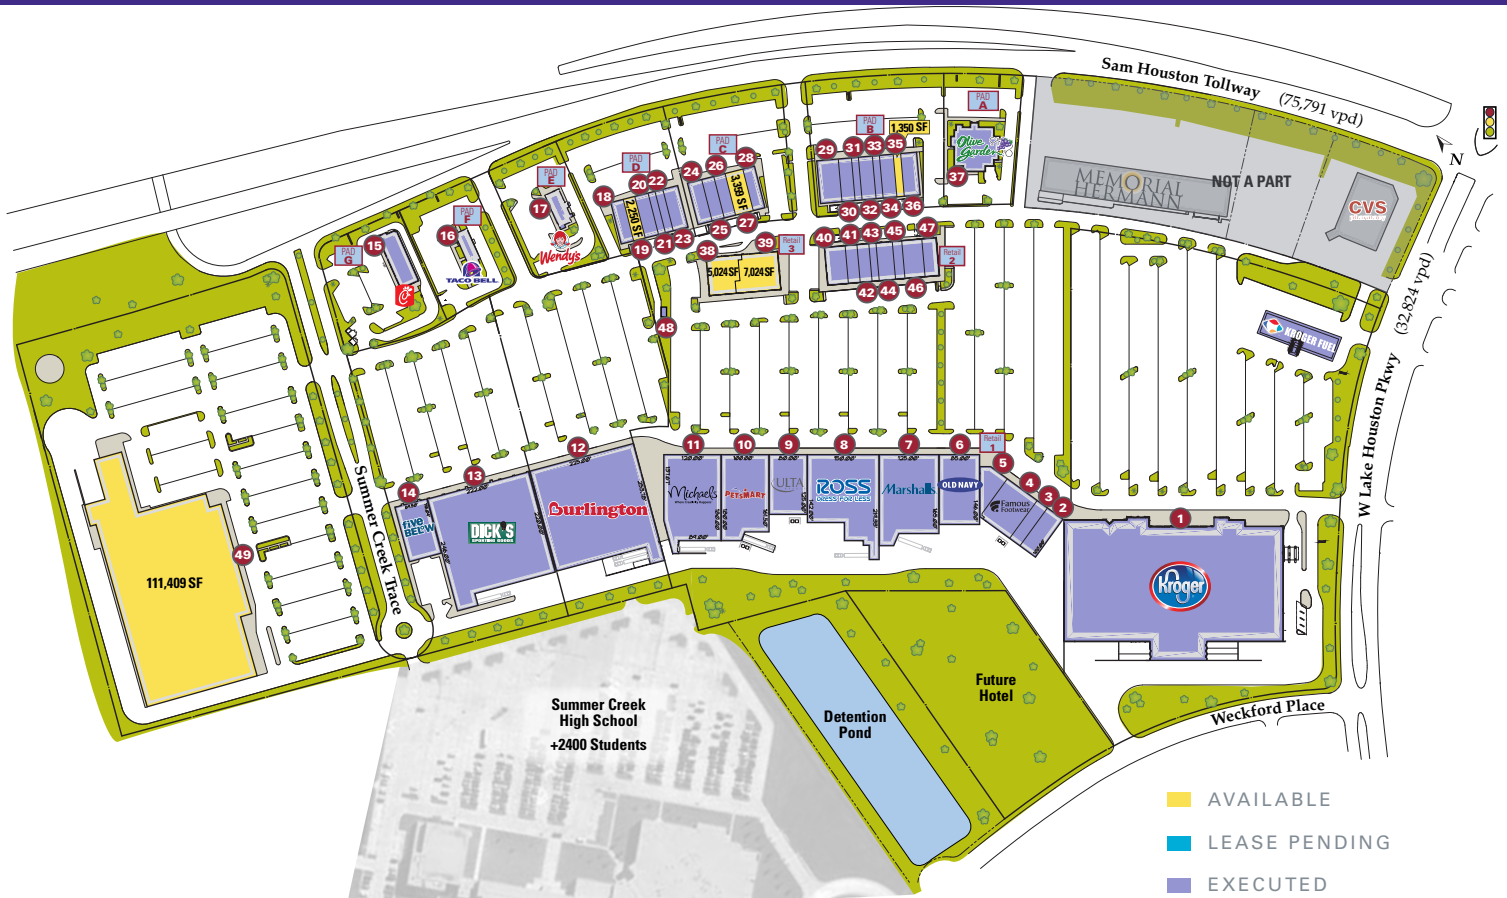 Sam Houston Tollway (75,791 vpd)
N
PAD
A
PAD
B
1,350 SF
PAD
C
PAD
D
PAD
E
PAD
F
PAD
G
29
31
33
35
Olive
Garden
37
MEMORIAL
HERMANN
NOT A PART
CVS
pharmacy
24
26
28
3,359 SF
18
20
22
2,250 SF
17
Wendy's
16
TACO BELL
15
19
21
23
25
27
30
32
34
36
38
39
Retail
3
5,024 SF
7,024 SF
40
41
43
45
47
Retail
2
42
44
46
48
KROGER FUEL
(32,824 vpd)
W Lake Houston Pkwy
Summer Creek Trace
49
111,409 SF
14
five
BELOW
13
DICK'S
SPORTING GOODS
12
Burlington
11
Michaels
10
PETSMART
9
ULTA
8
ROSS
DRESS FOR LESS
7
Marshalls
6
OLD NAVY
Retail
1
5
Famous
Footwear
4
3
2
1
Kroger
Summer Creek
High School
+2400 Students
Detention
Pond
Future
Hotel
Weckford Place
AVAILABLE
LEASE PENDING
EXECUTED